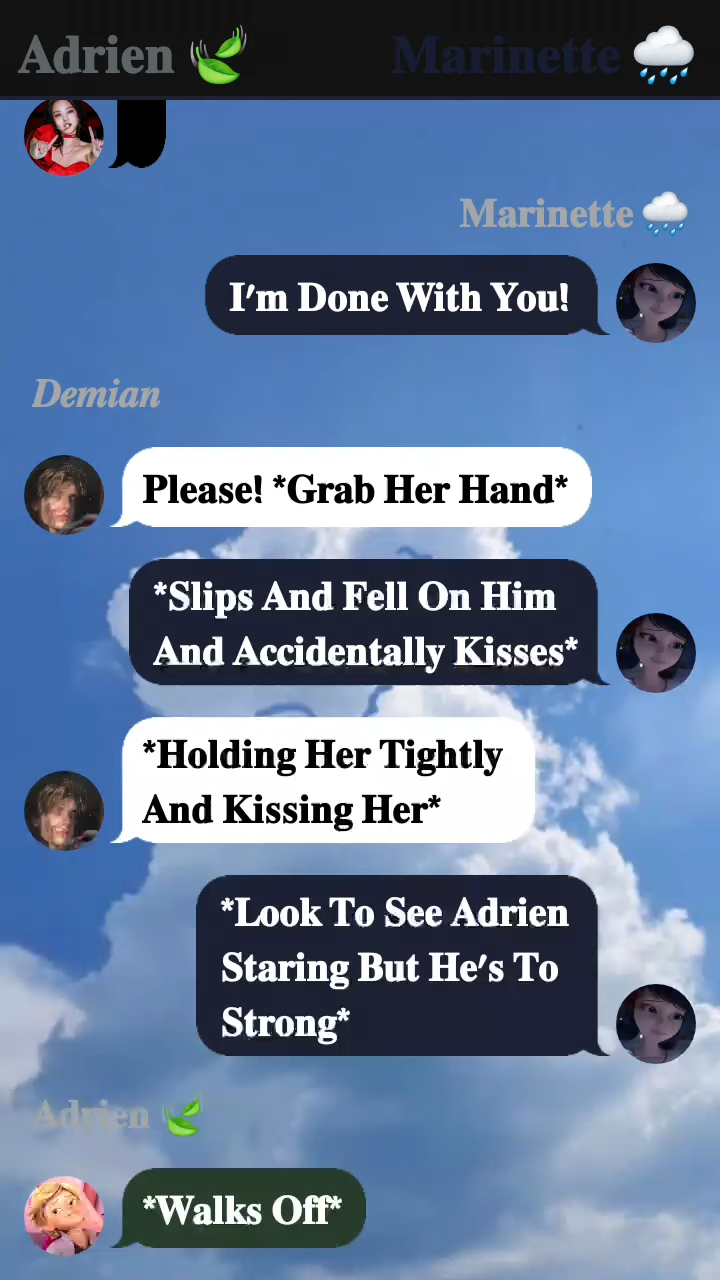 Adrien 🍃 Marinette 🌧️
Marinette 🌧️
I'm Done With You!
Demian
Please! *Grab Her Hand*
*Slips And Fell On Him
And Accidentally Kisses*
*Holding Her Tightly
And Kissing Her*
*Look To See Adrien
Staring But He's To
Strong*
Adrien 🍃
*Walks Off*